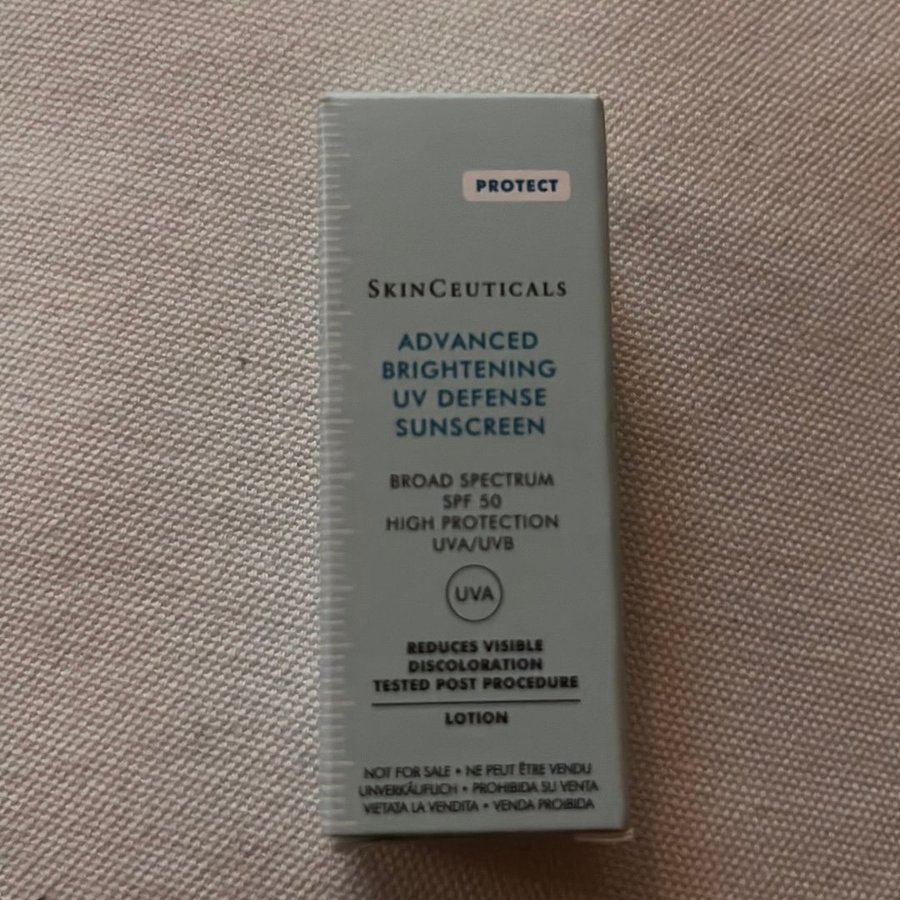 PROTECT
SKINCEUTICALS
ADVANCED
BRIGHTENING
UV DEFENSE
SUNSCREEN
BROAD SPECTRUM
SPF 50
HIGH PROTECTION
UVA/UVB
UVA
REDUCES VISIBLE
DISCOLORATION
TESTED POST PROCEDURE
LOTION
NOT FOR SALE • NE PEUT ÊTRE VENDU
UNVERKÄUFLICH • PROHIBIDA SU VENTA
VIETATA LA VENDITA • VENDA PROIBIDA